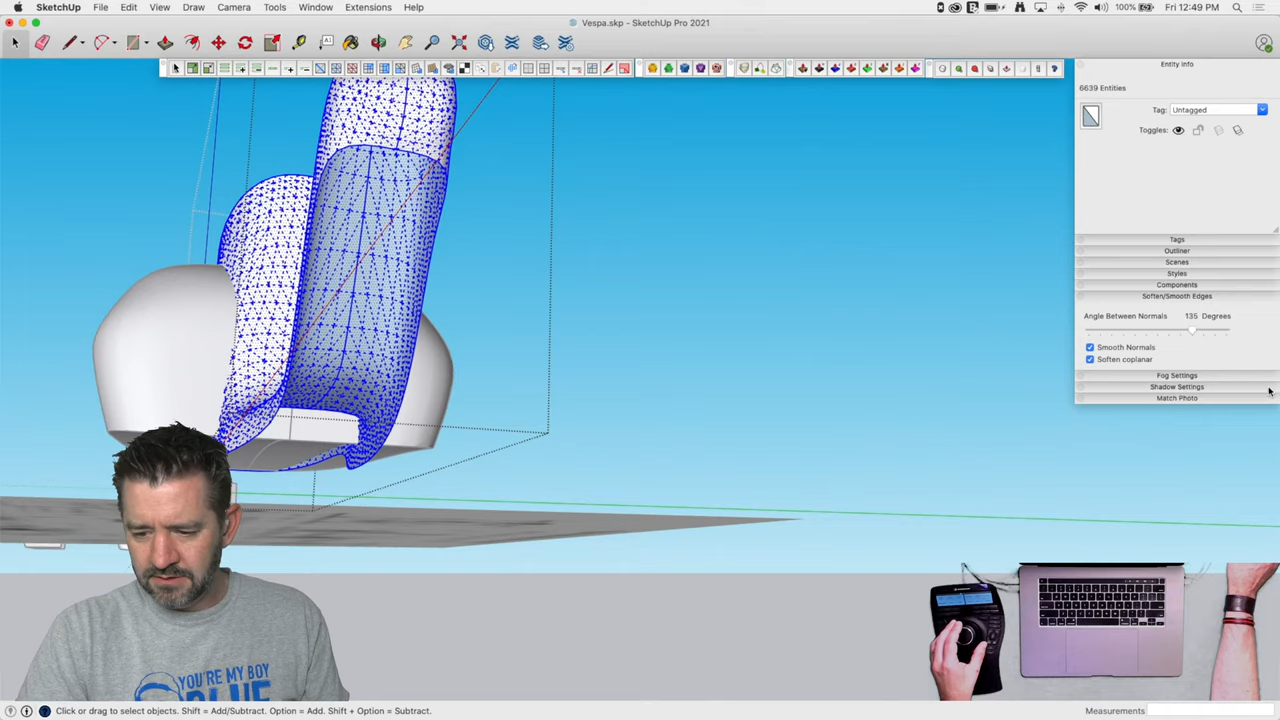 SketchUp File Edit View Draw Camera Tools Window Extensions Help 100% Fri 12:49 PM
Vespa.skp - SketchUp Pro 2021
Entity Info
6639 Entities
Tag: Untagged
Toggles:
Tags
Outliner
Scenes
Styles
Components
Soften/Smooth Edges
Angle Between Normals 135 Degrees
Smooth Normals
Soften coplanar
Fog Settings
Shadow Settings
Match Photo
YOU'RE MY BOY
BLUE
Click or drag to select objects. Shift = Add/Subtract. Option = Add. Shift + Option = Subtract.
Measurements